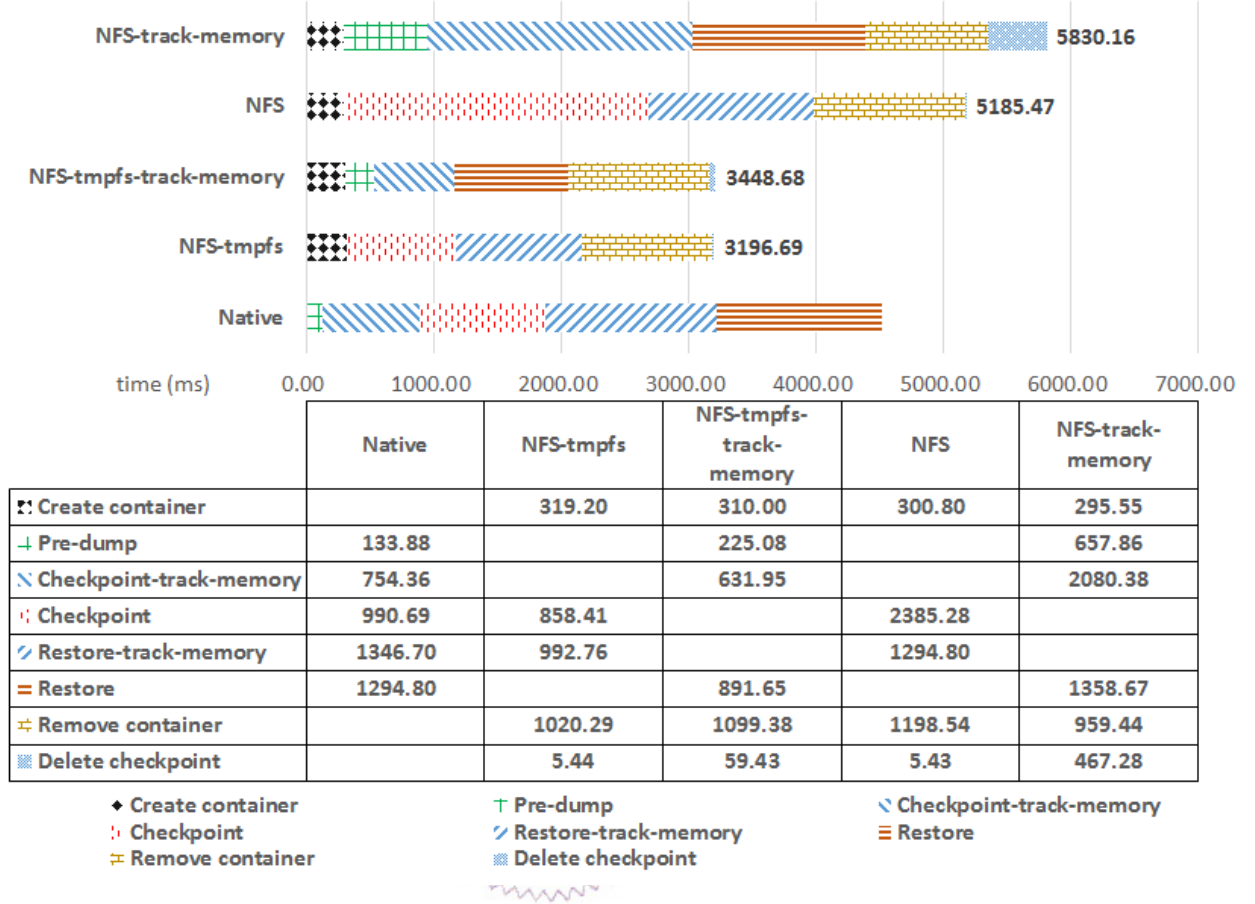 NFS-track-memory 5830.16
NFS 5185.47
NFS-tmpfs-track-memory 3448.68
NFS-tmpfs 3196.69
Native
time (ms) 0.00 1000.00 2000.00 3000.00 4000.00 5000.00 6000.00 7000.00
Native NFS-tmpfs NFS-tmpfs-track-memory NFS NFS-track-memory
Create container 319.20 310.00 300.80 295.55
Pre-dump 133.88 225.08 657.86
Checkpoint-track-memory 754.36 631.95 2080.38
Checkpoint 990.69 858.41 2385.28
Restore-track-memory 1346.70 992.76 1294.80
Restore 1294.80 891.65 1358.67
Remove container 1020.29 1099.38 1198.54 959.44
Delete checkpoint 5.44 59.43 5.43 467.28
Create container Pre-dump Checkpoint-track-memory
Checkpoint Restore-track-memory Restore
Remove container Delete checkpoint